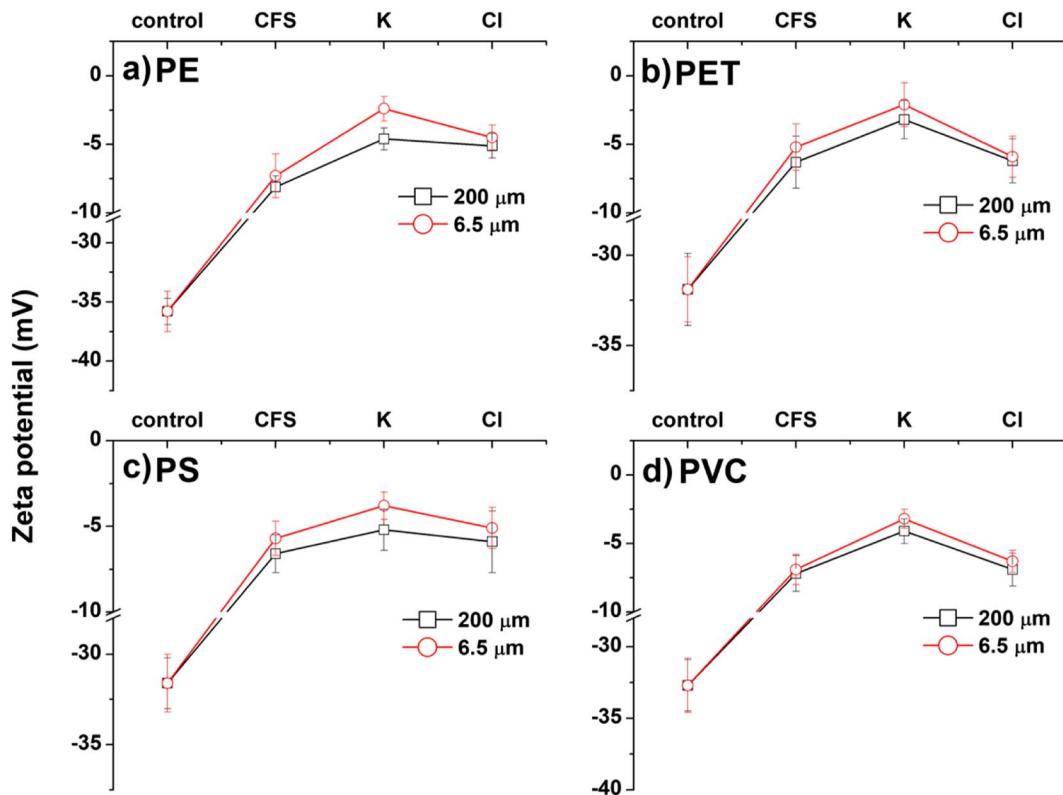 control CFS K Cl
a) PE
b) PET
0
-5
-10
-30
-35
-40
200 μm
6.5 μm
control CFS K Cl
0
-5
-10
-30
-35
200 μm
6.5 μm
Zeta potential (mV)
control CFS K Cl
c) PS
0
-5
-10
-30
-35
200 μm
6.5 μm
control CFS K Cl
d) PVC
0
-5
-10
-30
-35
-40
200 μm
6.5 μm